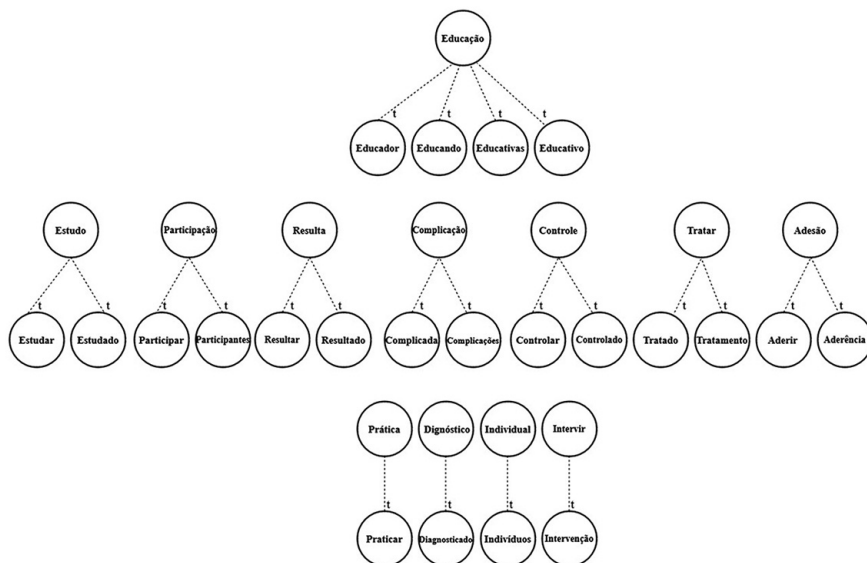 Educação
t t t t
Educador Educando Educativas Educativo
Estudo Participação Resulta Complicação Controle Tratar Adesão
t t t t t t t t t t t t t t
Estudar Estudado Participar Participantes Resultar Resultado Complicada Complicações Controlar Controlado Tratado Tratamento Aderir Aderência
Prática Dignóstico Individual Intervir
t t t t
Praticar Diagnosticado Indivíduos Intervenção